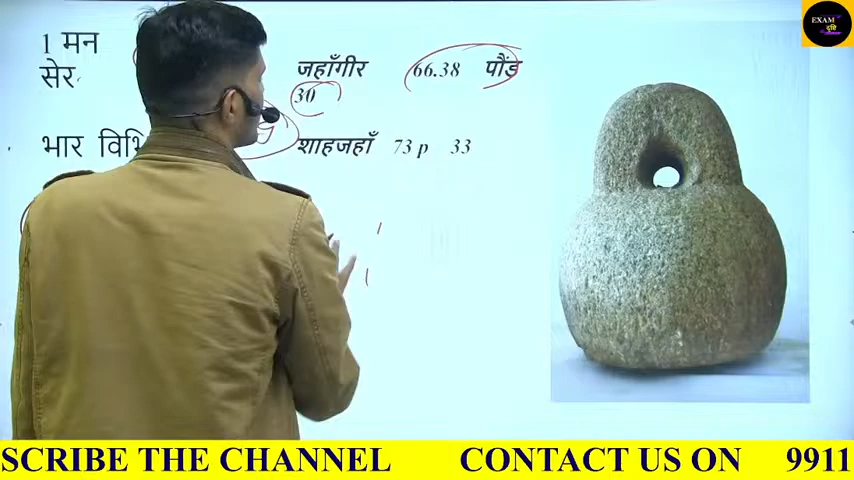 1 मन
सेर
जहाँगीर 66.38 पौंड
30
भार
शाहजहाँ 73 p 33
EXAM
दृष्टि
SCRIBE THE CHANNEL CONTACT US ON 9911